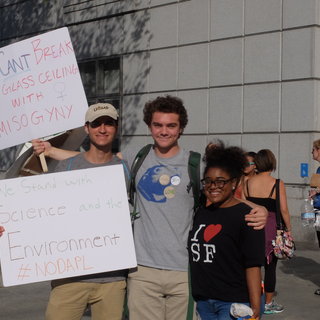 CANT BREAK
GLASS CEILING
WITH ♀
MISOGYNY
We Stand with
Science and the
Environment
#NODAPL
I ♥
SF